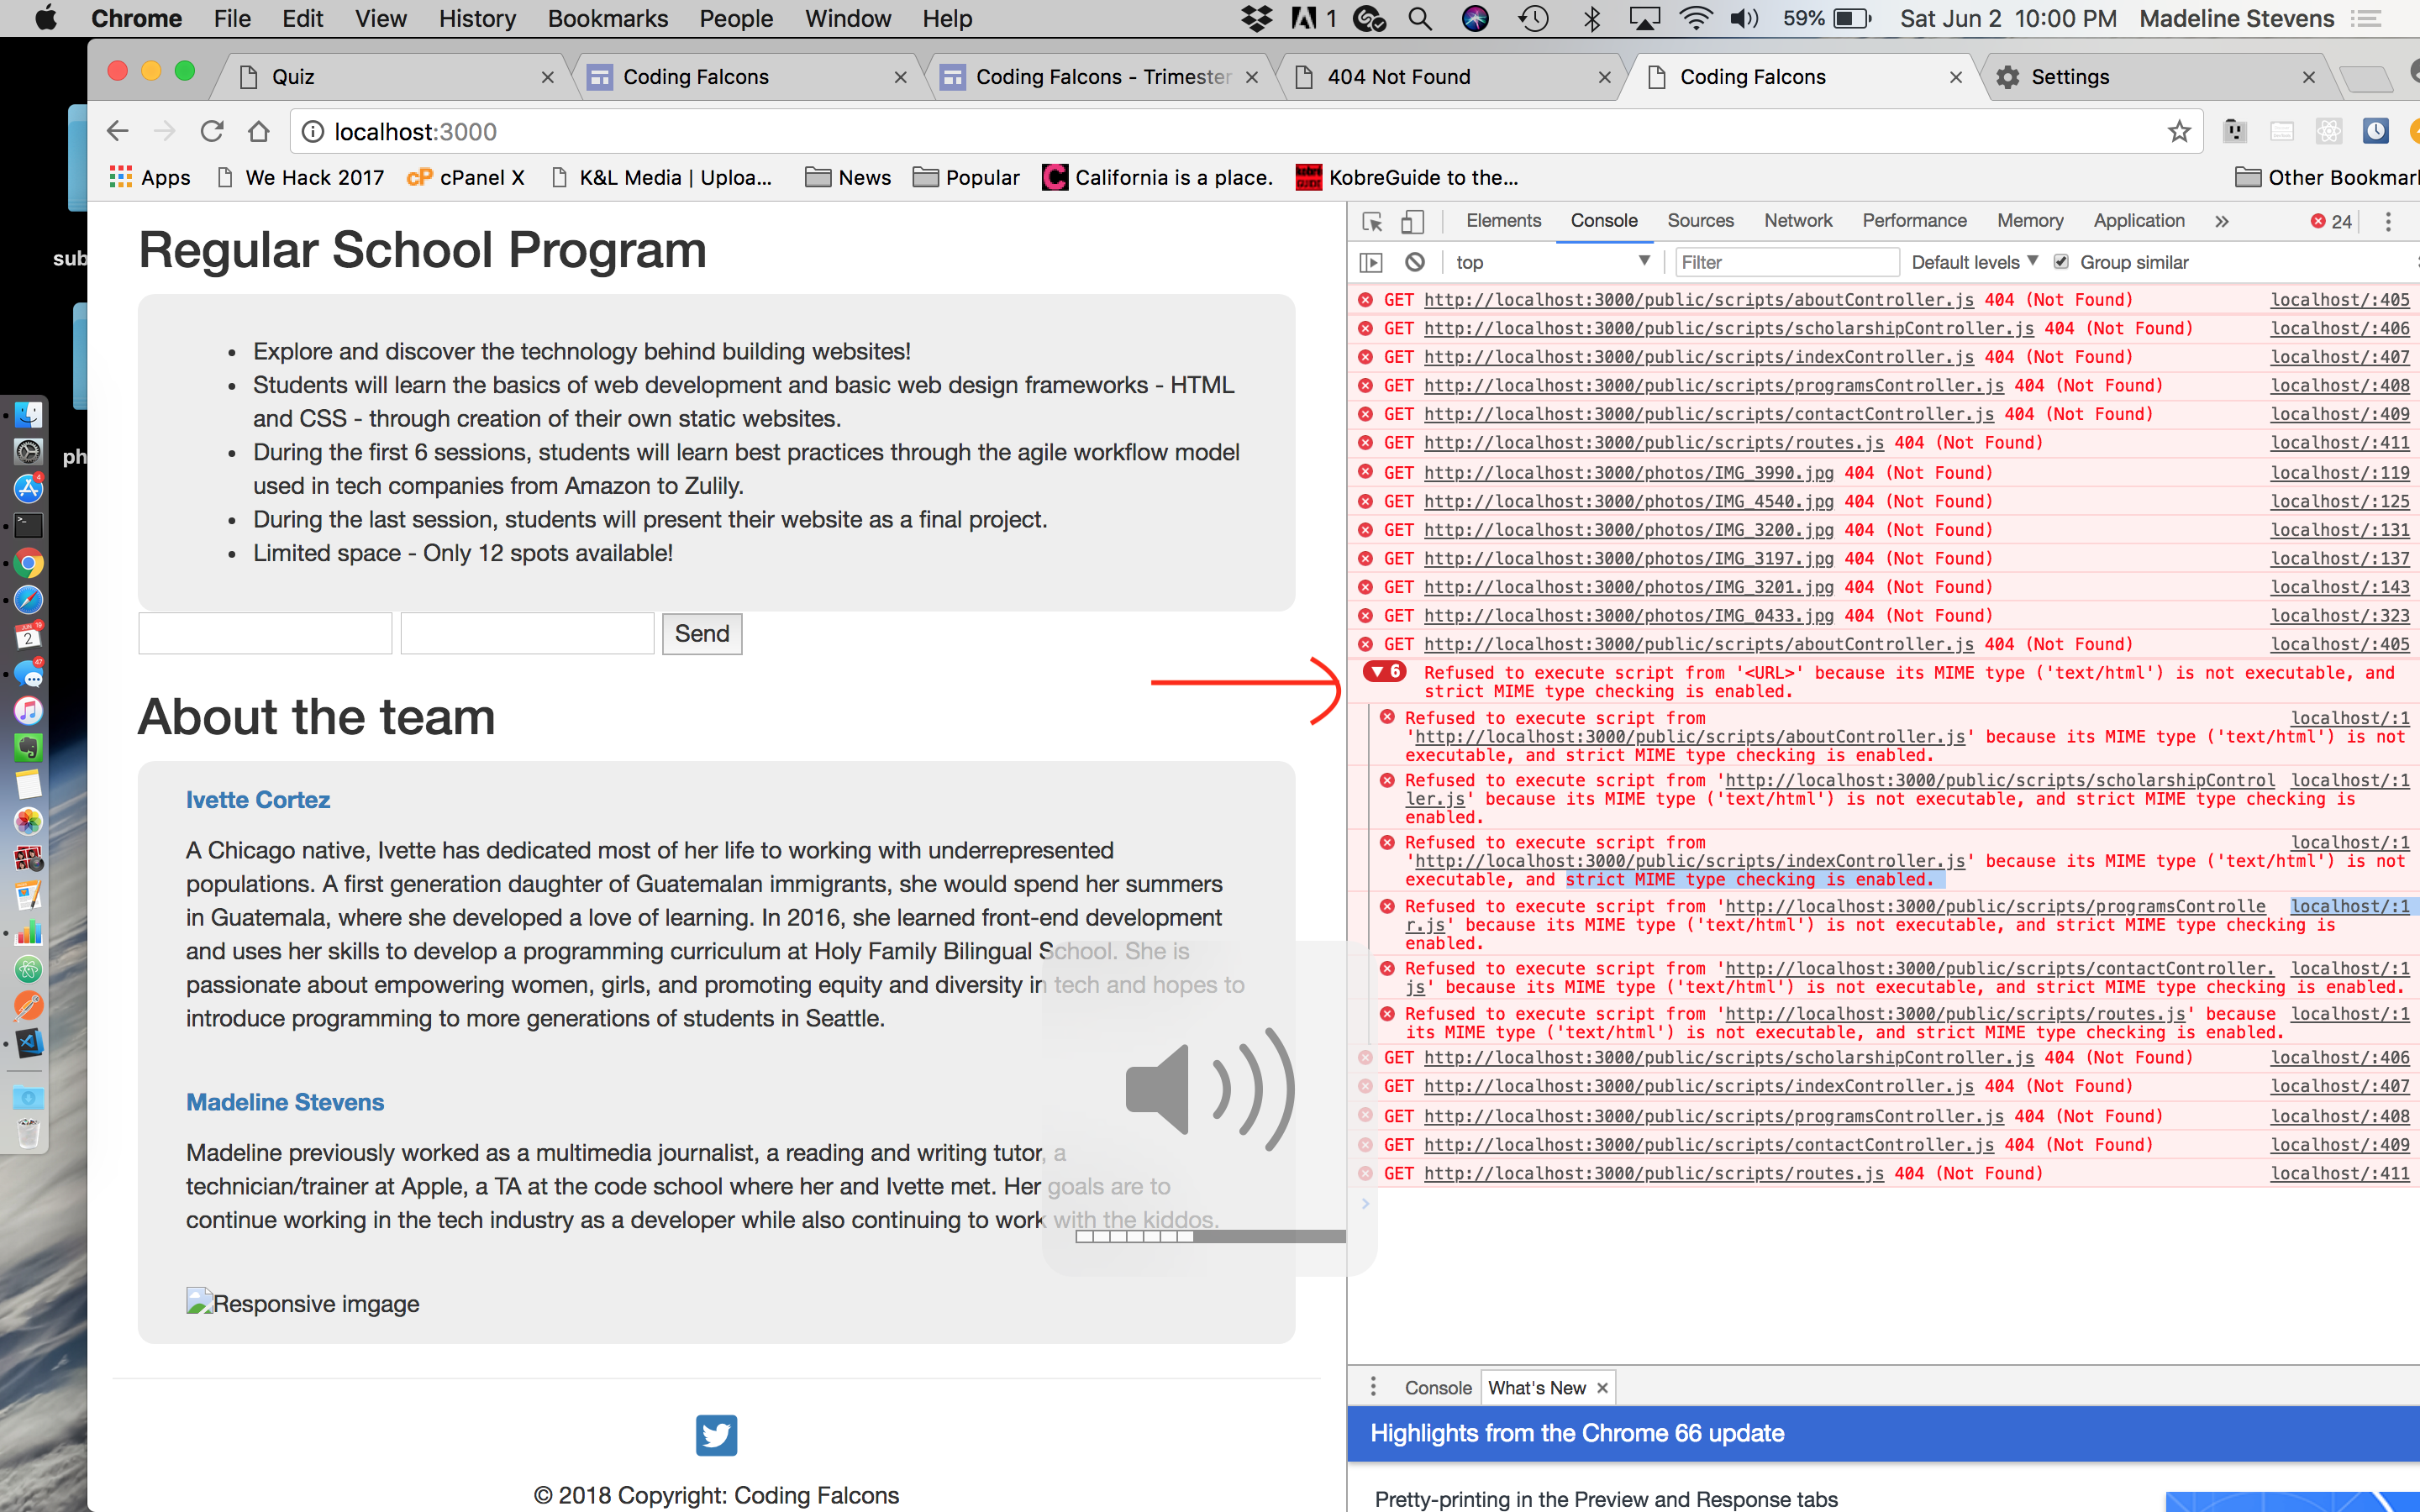 Chrome File Edit View History Bookmarks People Window Help 1 59% Sat Jun 2 10:00 PM Madeline Stevens
Quiz Coding Falcons Coding Falcons - Trimester 404 Not Found Coding Falcons Settings
localhost:3000
Apps We Hack 2017 cP cPanel X K&L Media | Uploa... News Popular C California is a place. KobreGuide to the... Other Bookmark
sub
ph
Regular School Program
• Explore and discover the technology behind building websites!
• Students will learn the basics of web development and basic web design frameworks - HTML
and CSS - through creation of their own static websites.
• During the first 6 sessions, students will learn best practices through the agile workflow model
used in tech companies from Amazon to Zulily.
• During the last session, students will present their website as a final project.
• Limited space - Only 12 spots available!
Send
About the team
Ivette Cortez
A Chicago native, Ivette has dedicated most of her life to working with underrepresented
populations. A first generation daughter of Guatemalan immigrants, she would spend her summers
in Guatemala, where she developed a love of learning. In 2016, she learned front-end development
and uses her skills to develop a programming curriculum at Holy Family Bilingual School. She is
passionate about empowering women, girls, and promoting equity and diversity in tech and hopes to
introduce programming to more generations of students in Seattle.
Madeline Stevens
Madeline previously worked as a multimedia journalist, a reading and writing tutor, a
technician/trainer at Apple, a TA at the code school where her and Ivette met. Her goals are to
continue working in the tech industry as a developer while also continuing to work with the kiddos.
Responsive imgage
© 2018 Copyright: Coding Falcons
Elements Console Sources Network Performance Memory Application » 24
top Filter Default levels Group similar
GET http://localhost:3000/public/scripts/aboutController.js 404 (Not Found) localhost/:405
GET http://localhost:3000/public/scripts/scholarshipController.js 404 (Not Found) localhost/:406
GET http://localhost:3000/public/scripts/indexController.js 404 (Not Found) localhost/:407
GET http://localhost:3000/public/scripts/programsController.js 404 (Not Found) localhost/:408
GET http://localhost:3000/public/scripts/contactController.js 404 (Not Found) localhost/:409
GET http://localhost:3000/public/scripts/routes.js 404 (Not Found) localhost/:411
GET http://localhost:3000/photos/IMG_3990.jpg 404 (Not Found) localhost/:119
GET http://localhost:3000/photos/IMG_4540.jpg 404 (Not Found) localhost/:125
GET http://localhost:3000/photos/IMG_3200.jpg 404 (Not Found) localhost/:131
GET http://localhost:3000/photos/IMG_3197.jpg 404 (Not Found) localhost/:137
GET http://localhost:3000/photos/IMG_3201.jpg 404 (Not Found) localhost/:143
GET http://localhost:3000/photos/IMG_0433.jpg 404 (Not Found) localhost/:323
GET http://localhost:3000/public/scripts/aboutController.js 404 (Not Found) localhost/:405
▼ 6 Refused to execute script from '<URL>' because its MIME type ('text/html') is not executable, and
strict MIME type checking is enabled.
Refused to execute script from localhost/:1
'http://localhost:3000/public/scripts/aboutController.js' because its MIME type ('text/html') is not
executable, and strict MIME type checking is enabled.
Refused to execute script from 'http://localhost:3000/public/scripts/scholarshipControl localhost/:1
ler.js' because its MIME type ('text/html') is not executable, and strict MIME type checking is
enabled.
Refused to execute script from localhost/:1
'http://localhost:3000/public/scripts/indexController.js' because its MIME type ('text/html') is not
executable, and strict MIME type checking is enabled.
Refused to execute script from 'http://localhost:3000/public/scripts/programsControlle localhost/:1
r.js' because its MIME type ('text/html') is not executable, and strict MIME type checking is
enabled.
Refused to execute script from 'http://localhost:3000/public/scripts/contactController. localhost/:1
js' because its MIME type ('text/html') is not executable, and strict MIME type checking is enabled.
Refused to execute script from 'http://localhost:3000/public/scripts/routes.js' because localhost/:1
its MIME type ('text/html') is not executable, and strict MIME type checking is enabled.
GET http://localhost:3000/public/scripts/scholarshipController.js 404 (Not Found) localhost/:406
GET http://localhost:3000/public/scripts/indexController.js 404 (Not Found) localhost/:407
GET http://localhost:3000/public/scripts/programsController.js 404 (Not Found) localhost/:408
GET http://localhost:3000/public/scripts/contactController.js 404 (Not Found) localhost/:409
GET http://localhost:3000/public/scripts/routes.js 404 (Not Found) localhost/:411
Console What's New
Highlights from the Chrome 66 update
Pretty-printing in the Preview and Response tabs